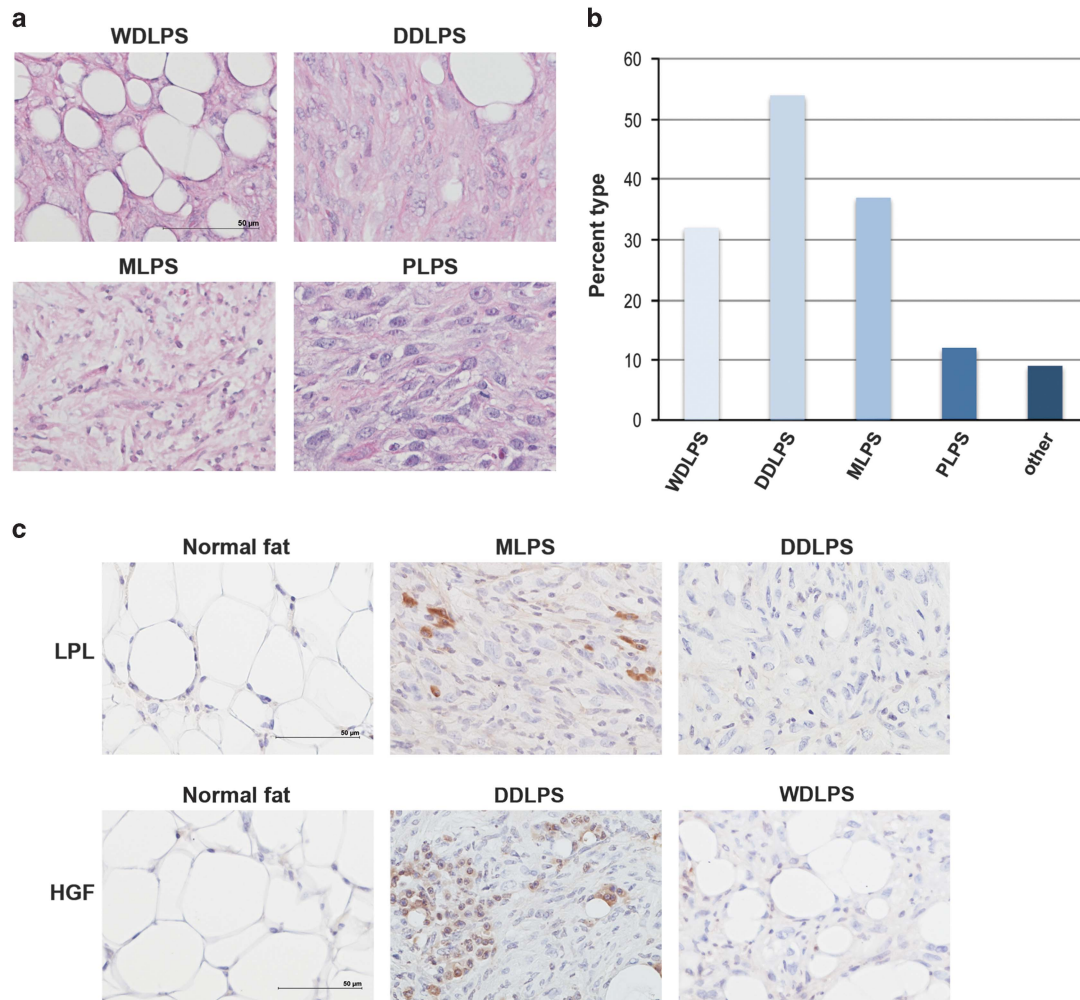 a
WDLPS
DDLPS
50 µm
MLPS
PLPS
b
60
50
40
30
20
10
0
Percent type
WDLPS
DDLPS
MLPS
PLPS
other
c
Normal fat
MLPS
DDLPS
LPL
50 µm
Normal fat
DDLPS
WDLPS
HGF
50 µm